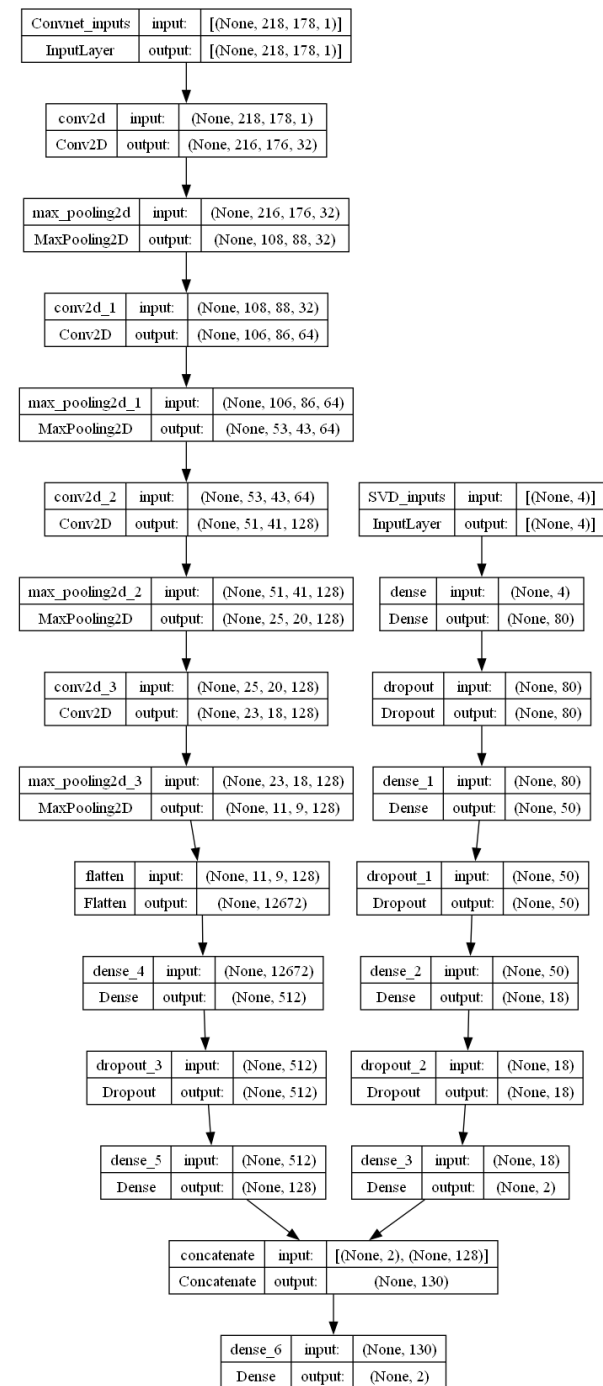 Convnet_inputs input: [(None, 218, 178, 1)]
InputLayer output: [(None, 218, 178, 1)]
conv2d input: (None, 218, 178, 1)
Conv2D output: (None, 216, 176, 32)
max_pooling2d input: (None, 216, 176, 32)
MaxPooling2D output: (None, 108, 88, 32)
conv2d_1 input: (None, 108, 88, 32)
Conv2D output: (None, 106, 86, 64)
max_pooling2d_1 input: (None, 106, 86, 64)
MaxPooling2D output: (None, 53, 43, 64)
conv2d_2 input: (None, 53, 43, 64)
Conv2D output: (None, 51, 41, 128)
SVD_inputs input: [(None, 4)]
InputLayer output: [(None, 4)]
max_pooling2d_2 input: (None, 51, 41, 128)
MaxPooling2D output: (None, 25, 20, 128)
dense input: (None, 4)
Dense output: (None, 80)
conv2d_3 input: (None, 25, 20, 128)
Conv2D output: (None, 23, 18, 128)
dropout input: (None, 80)
Dropout output: (None, 80)
max_pooling2d_3 input: (None, 23, 18, 128)
MaxPooling2D output: (None, 11, 9, 128)
dense_1 input: (None, 80)
Dense output: (None, 50)
flatten input: (None, 11, 9, 128)
Flatten output: (None, 12672)
dropout_1 input: (None, 50)
Dropout output: (None, 50)
dense_4 input: (None, 12672)
Dense output: (None, 512)
dense_2 input: (None, 50)
Dense output: (None, 18)
dropout_3 input: (None, 512)
Dropout output: (None, 512)
dropout_2 input: (None, 18)
Dropout output: (None, 18)
dense_5 input: (None, 512)
Dense output: (None, 128)
dense_3 input: (None, 18)
Dense output: (None, 2)
concatenate input: [(None, 2), (None, 128)]
Concatenate output: (None, 130)
dense_6 input: (None, 130)
Dense output: (None, 2)